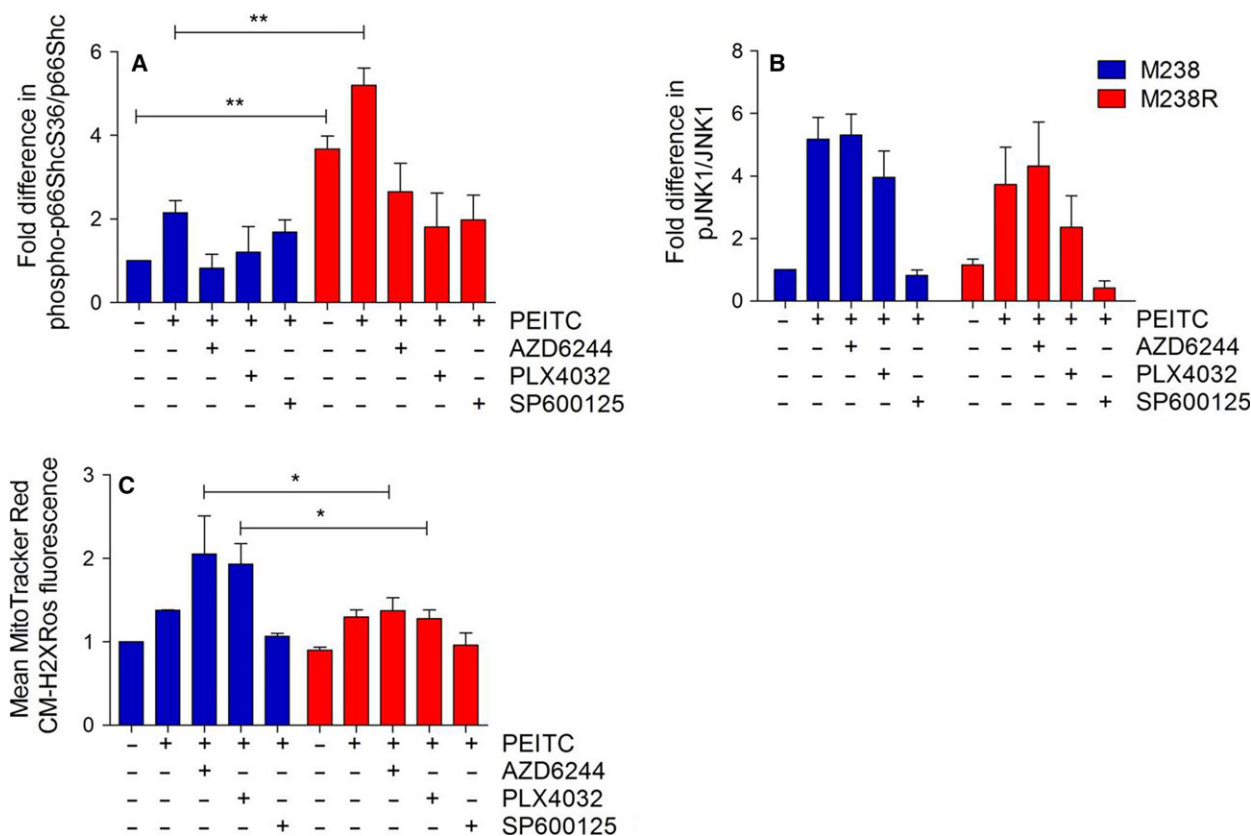 **
**
A
6
4
2
0
Fold difference in
phospho-p66ShcS36/p66Shc
– + + + + – + + + + PEITC
– – + – – – – + – – AZD6244
– – – + – – – – + – PLX4032
– – – – + – – – – + SP600125
B
8
6
4
2
0
Fold difference in
pJNK1/JNK1
M238
M238R
– + + + + – + + + + PEITC
– – + – – – – + – – AZD6244
– – – + – – – – + – PLX4032
– – – – + – – – – + SP600125
C
*
*
3
2
1
0
Mean MitoTracker Red
CM-H2XRos fluorescence
– + + + + – + + + + PEITC
– – + – – – – + – – AZD6244
– – – + – – – – + – PLX4032
– – – – + – – – – + SP600125